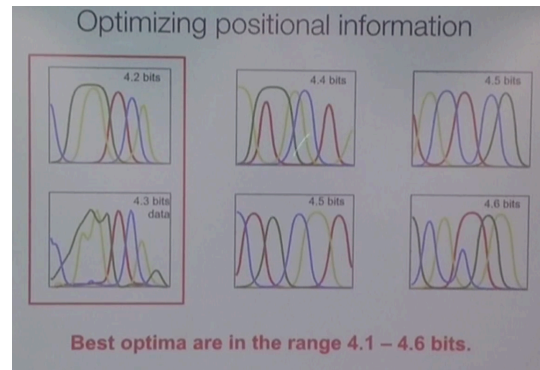 Optimizing positional information
4.2 bits
4.4 bits
4.5 bits
4.3 bits
data
4.5 bits
4.6 bits
Best optima are in the range 4.1 – 4.6 bits.